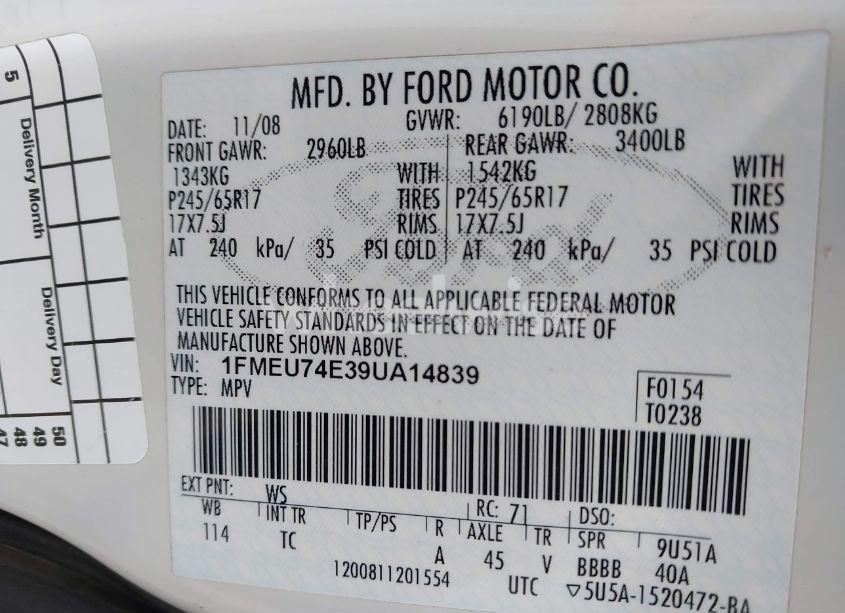 MFD. BY FORD MOTOR CO.
DATE: 11/08 GVWR: 6190LB/ 2808KG
FRONT GAWR: 2960LB REAR GAWR: 3400LB
1343KG WITH 1542KG WITH
P245/65R17 TIRES P245/65R17 TIRES
17X7.5J RIMS 17X7.5J RIMS
AT 240 kPa/ 35 PSI COLD AT 240 kPa/ 35 PSI COLD
Ford
THIS VEHICLE CONFORMS TO ALL APPLICABLE FEDERAL MOTOR
VEHICLE SAFETY STANDARDS IN EFFECT ON THE DATE OF
MANUFACTURE SHOWN ABOVE.
VIN: 1FMEU74E39UA14839
TYPE: MPV
F0154
T0238
EXT PNT: WS RC: 71 DSO:
WB INT TR TP/PS R AXLE TR SPR 9U51A
114 TC A 45 V BBBB 40A
1200811201554 UTC ▽5U5A-1520472-BA
5
Delivery Month
Delivery Day
50
49
48
47